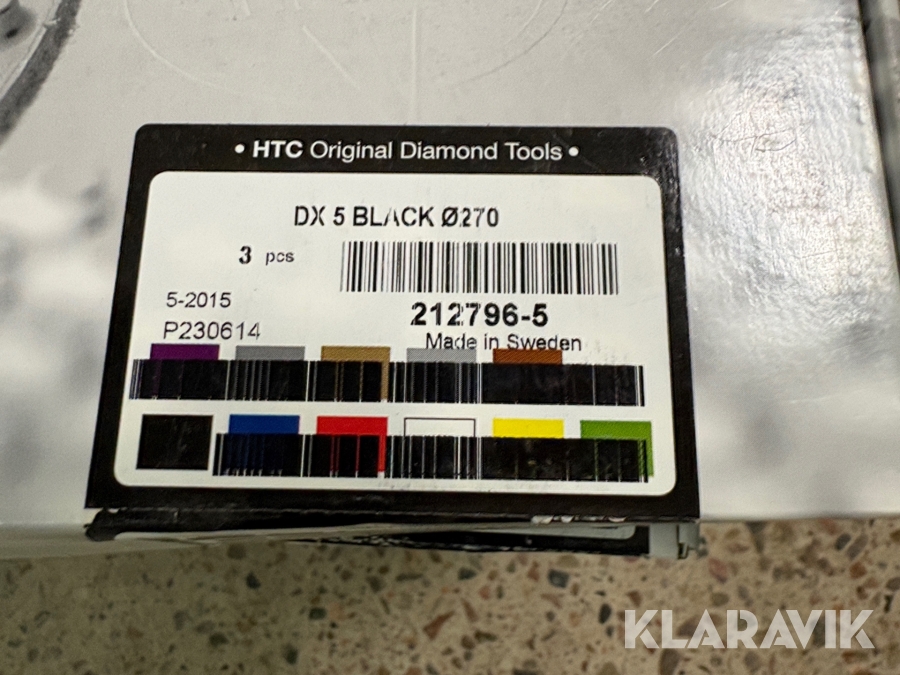 • HTC Original Diamond Tools •
DX 5 BLACK Ø270
3 pcs
5-2015
212796-5
P230614
Made in Sweden
KLARAVIK